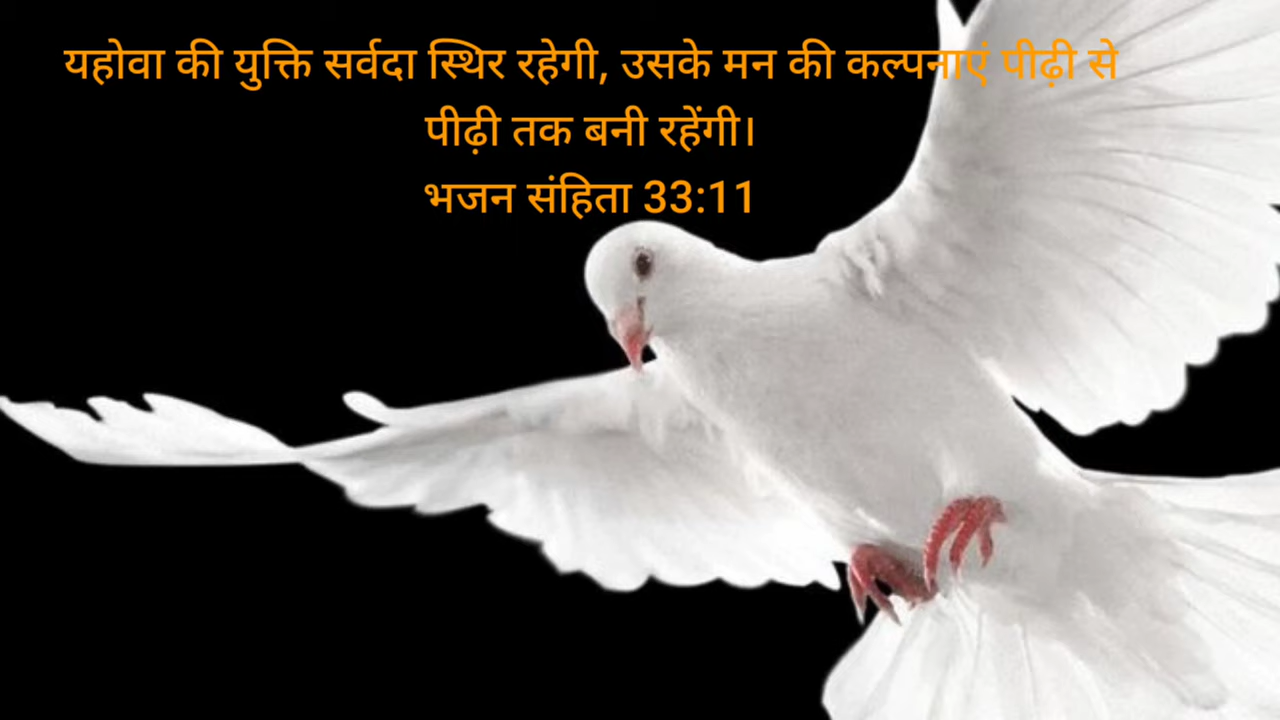 यहोवा की युक्ति सर्वदा स्थिर रहेगी, उसके मन की कल्पनाएं पीढ़ी से
पीढ़ी तक बनी रहेंगी।
भजन संहिता 33:11